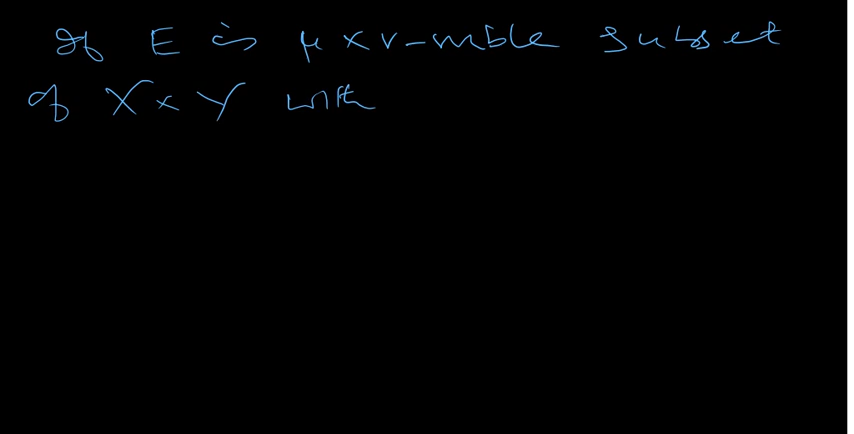 If E is μ × ν-mble subset
of X × Y with